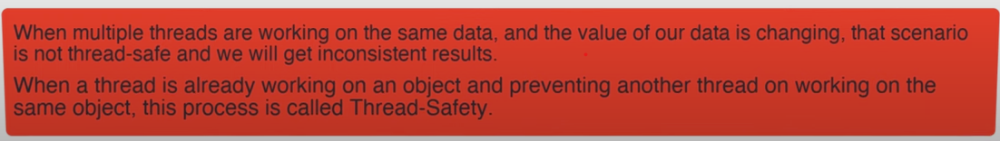 When multiple threads are working on the same data, and the value of our data is changing, that scenario
is not thread-safe and we will get inconsistent results.
When a thread is already working on an object and preventing another thread on working on the
same object, this process is called Thread-Safety.